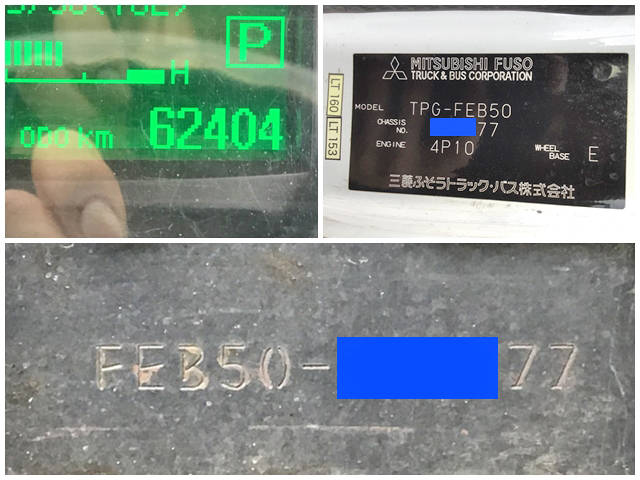 P
H
000 km 62404
MITSUBISHI FUSO
TRUCK & BUS CORPORATION
LT160 LT153
MODEL TPG-FEB50
CHASSIS NO. 77
ENGINE 4P10
WHEEL BASE E
三菱ふそうトラック・バス株式会社
FEB50- 77